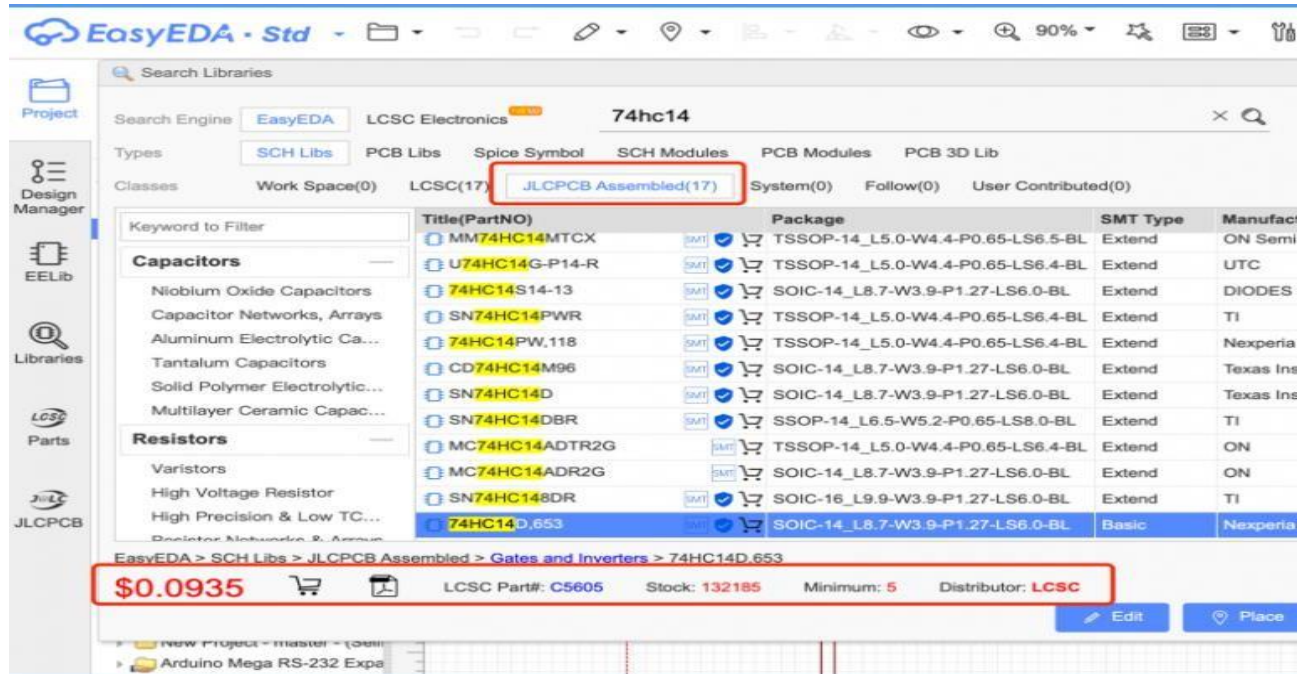 EasyEDA · Std 90%
Search Libraries
Project
Search Engine EasyEDA LCSC Electronics 74hc14
Types SCH Libs PCB Libs Spice Symbol SCH Modules PCB Modules PCB 3D Lib
Classes Work Space(0) LCSC(17) JLCPCB Assembled(17) System(0) Follow(0) User Contributed(0)
Design
Manager
Keyword to Filter
Title(PartNO) Package SMT Type Manufact
MM74HC14MTCX SMT TSSOP-14_L5.0-W4.4-P0.65-LS6.5-BL Extend ON Semi
Capacitors
U74HC14G-P14-R SMT TSSOP-14_L5.0-W4.4-P0.65-LS6.4-BL Extend UTC
EELib
Niobium Oxide Capacitors
74HC14S14-13 SMT SOIC-14_L8.7-W3.9-P1.27-LS6.0-BL Extend DIODES
Capacitor Networks, Arrays
SN74HC14PWR SMT TSSOP-14_L5.0-W4.4-P0.65-LS6.4-BL Extend TI
Aluminum Electrolytic Ca...
74HC14PW,118 SMT TSSOP-14_L5.0-W4.4-P0.65-LS6.4-BL Extend Nexperia
Libraries
Tantalum Capacitors
CD74HC14M96 SMT SOIC-14_L8.7-W3.9-P1.27-LS6.0-BL Extend Texas Ins
Solid Polymer Electrolytic...
SN74HC14D SMT SOIC-14_L8.7-W3.9-P1.27-LS6.0-BL Extend Texas Ins
Multilayer Ceramic Capac...
SN74HC14DBR SMT SSOP-14_L6.5-W5.2-P0.65-LS8.0-BL Extend TI
LCSC
Parts
Resistors
MC74HC14ADTR2G SMT TSSOP-14_L5.0-W4.4-P0.65-LS6.4-BL Extend ON
Varistors
MC74HC14ADR2G SMT SOIC-14_L8.7-W3.9-P1.27-LS6.0-BL Extend ON
High Voltage Resistor
SN74HC148DR SMT SOIC-16_L9.9-W3.9-P1.27-LS6.0-BL Extend TI
JLCPCB
High Precision & Low TC...
74HC14D,653 SMT SOIC-14_L8.7-W3.9-P1.27-LS6.0-BL Basic Nexperia
Resistor Networks & Arrays
EasyEDA > SCH Libs > JLCPCB Assembled > Gates and Inverters > 74HC14D,653
$0.0935 LCSC Part#: C5605 Stock: 132185 Minimum: 5 Distributor: LCSC
Edit Place
New Project - master - (Sell
Arduino Mega RS-232 Expa